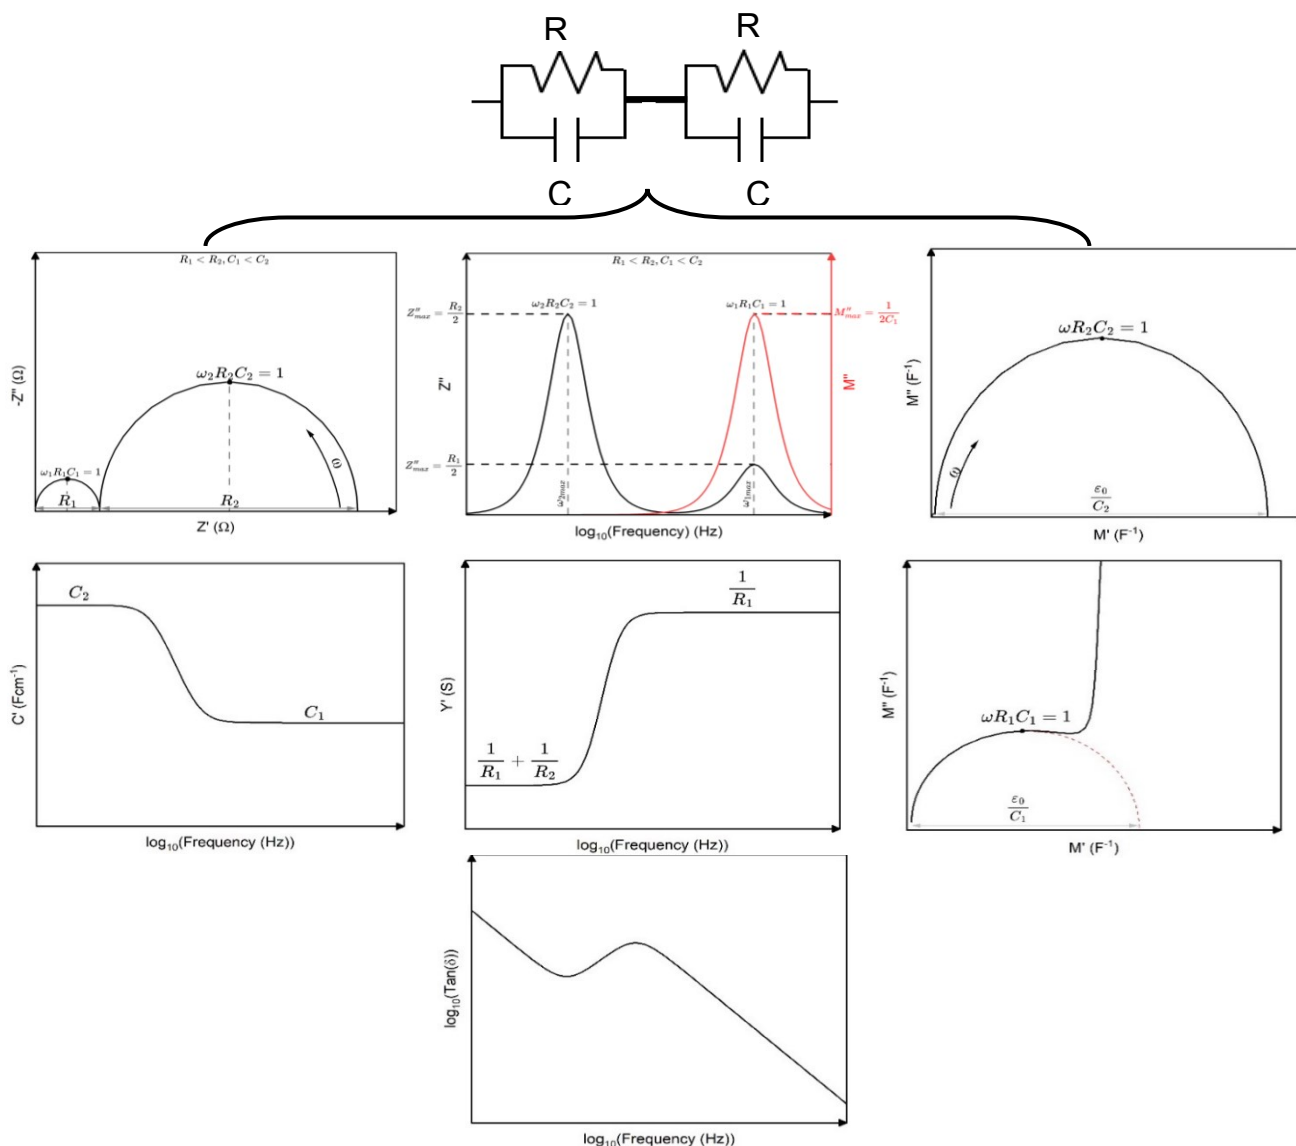 R R
C C
R₁ < R₂, C₁ < C₂
-Z" (Ω)
ω₂R₂C₂ = 1
ω₁R₁C₁ = 1
R₁
R₂
ω
Z' (Ω)
R₁ < R₂, C₁ < C₂
ω₂R₂C₂ = 1
ω₁R₁C₁ = 1
Z''ₘₐₓ = R₂/2
M''ₘₐₓ = 1/2C₁
Z"
M"
Z''ₘₐₓ = R₁/2
ω₂ₘₐₓ
ω₁ₘₐₓ
log₁₀(Frequency) (Hz)
M" (F⁻¹)
ωR₂C₂ = 1
ω
ε₀/C₂
M' (F⁻¹)
C' (Fcm⁻¹)
C₂
C₁
log₁₀(Frequency (Hz))
Y' (S)
1/R₁
1/R₁ + 1/R₂
log₁₀(Frequency (Hz))
M" (F⁻¹)
ωR₁C₁ = 1
ε₀/C₁
M' (F⁻¹)
log₁₀(Tan(δ))
log₁₀(Frequency (Hz))